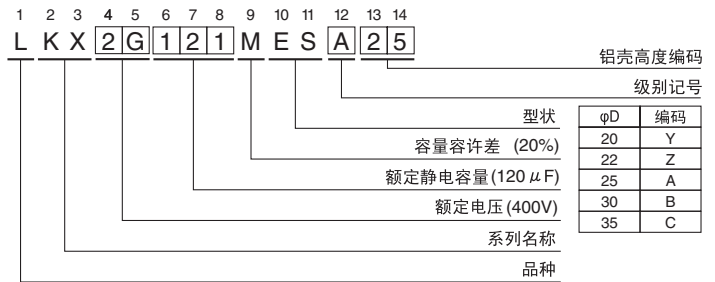 1 2 3 4 5 6 7 8 9 10 11 12 13 14
L K X 2 G 1 2 1 M E S A 2 5
铝壳高度编码
级别记号
型状
容量容许差 (20%)
额定静电容量(120μF)
额定电压(400V)
系列名称
品种
φD 编码
20 Y
22 Z
25 A
30 B
35 C